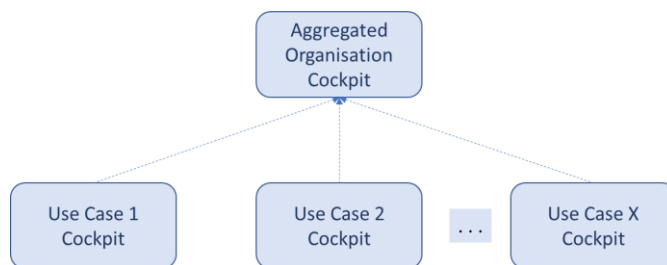 Aggregated
Organisation
Cockpit
Use Case 1
Cockpit
Use Case 2
Cockpit
...
Use Case X
Cockpit